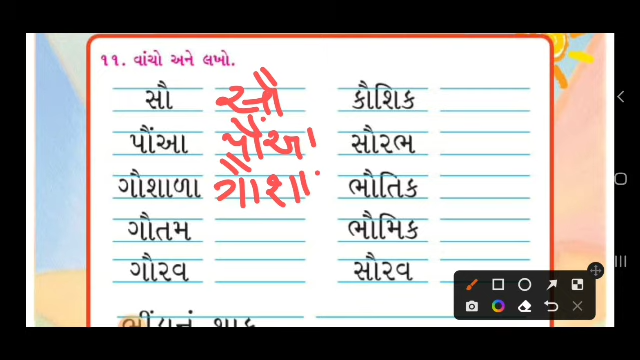 ૧૧. વાંચો અને લખો.
સૌ સૌ કૌશિક
પૌંઆ પૌંઆ સૌરભ
ગૌશાળા ગૌશા ભૌતિક
ગૌતમ ભૌમિક
ગૌરવ સૌરવ